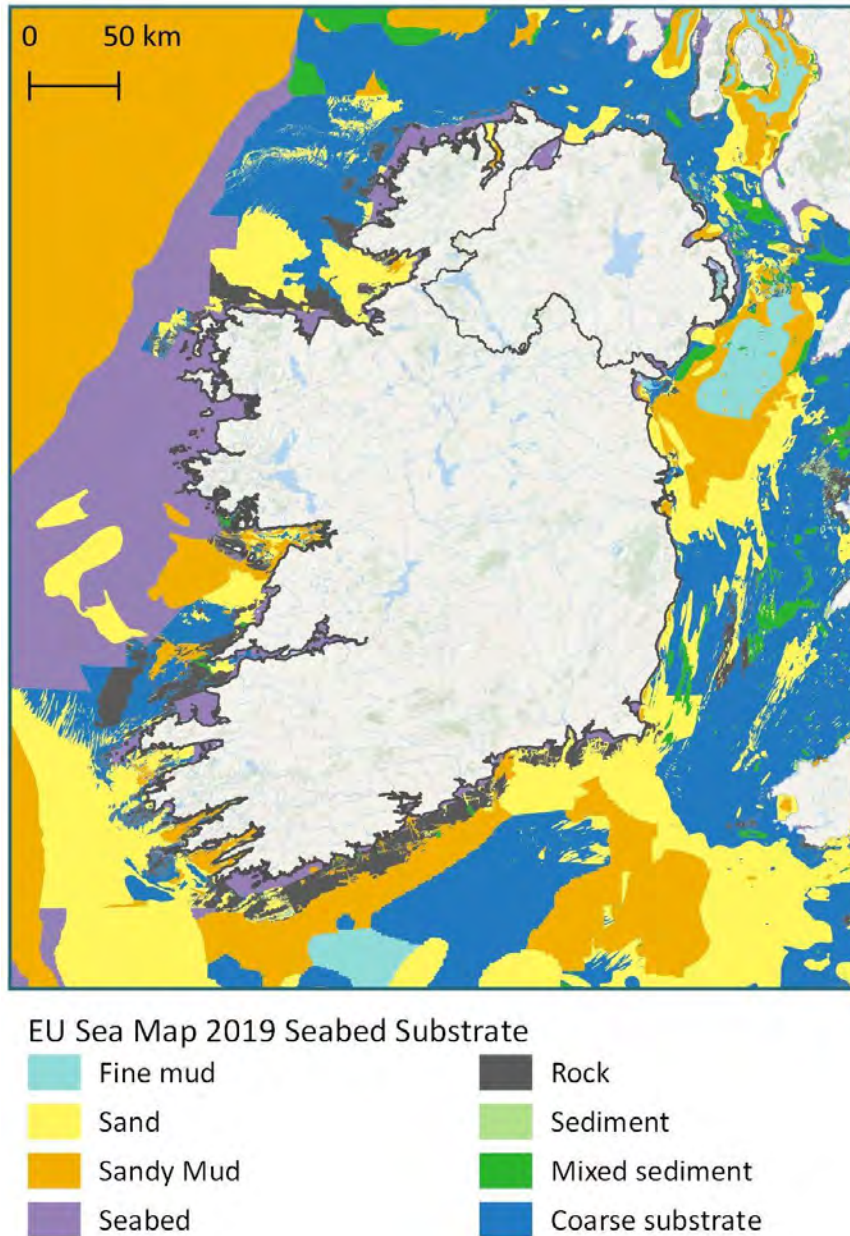 0 50 km
EU Sea Map 2019 Seabed Substrate
Fine mud
Rock
Sand
Sediment
Sandy Mud
Mixed sediment
Seabed
Coarse substrate